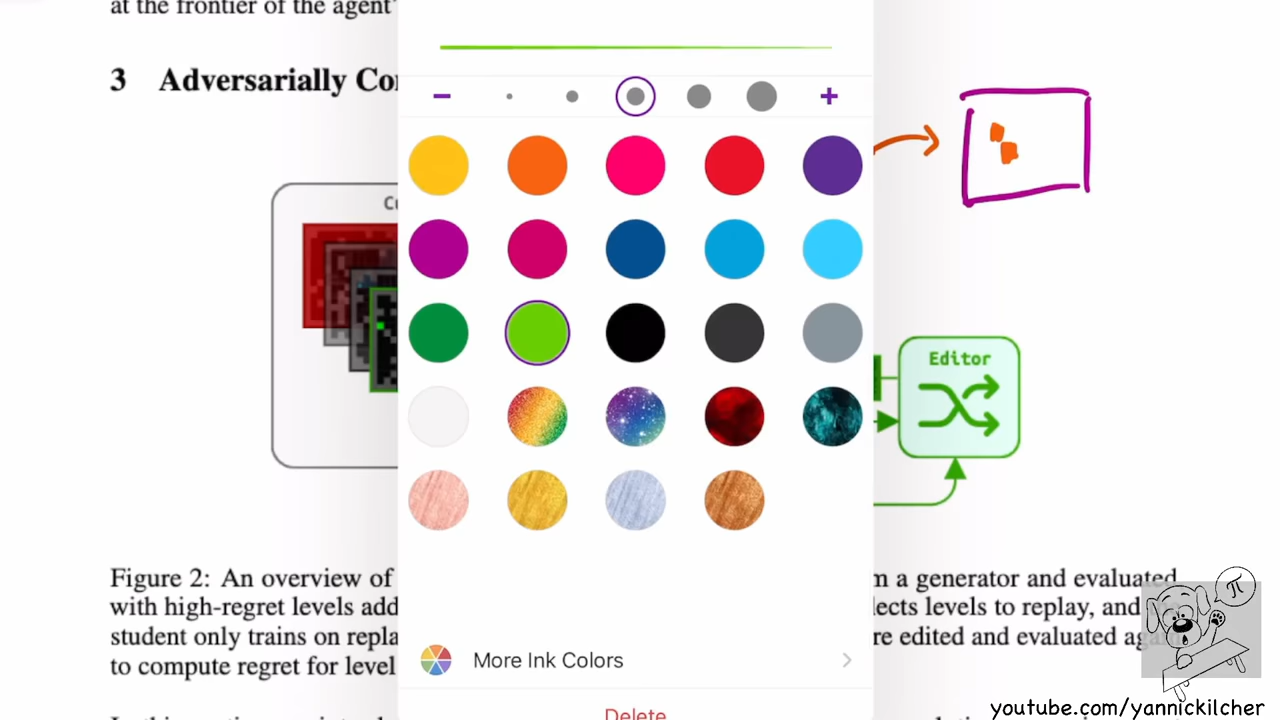 at the frontier of the agent'
3 Adversarially Co
Editor
Figure 2: An overview of
m a generator and evaluated
with high-regret levels add
lects levels to replay, and
student only trains on repla
re edited and evaluated ag
to compute regret for level
More Ink Colors
Delete
π
youtube.com/yannickilcher